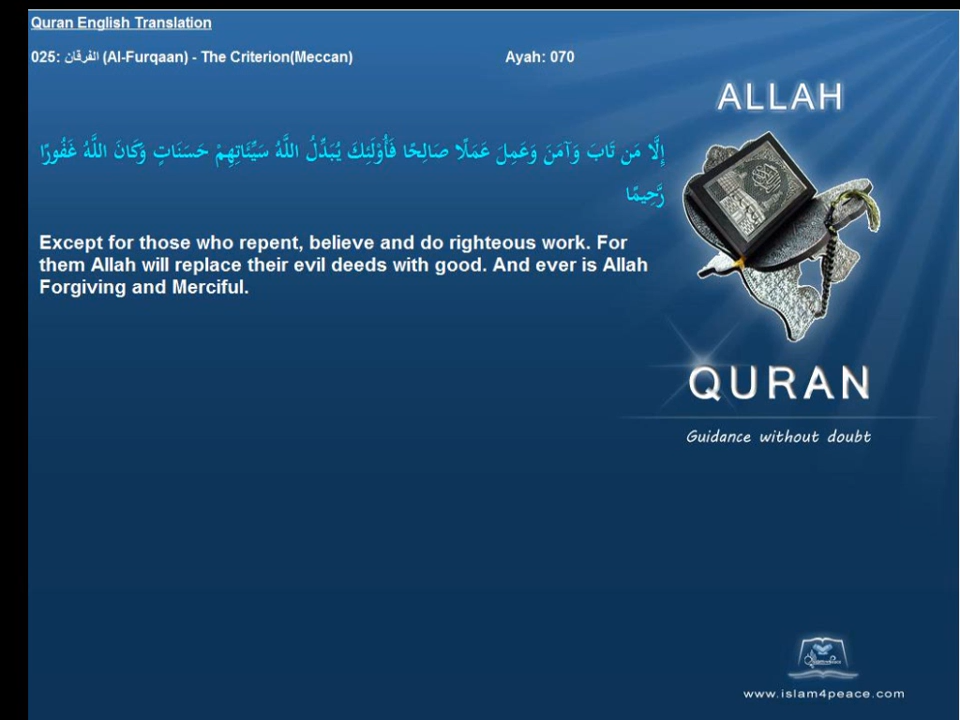 Quran English Translation
025: الفرقان (Al-Furqaan) - The Criterion(Meccan) Ayah: 070
ALLAH
إِلَّا مَن تَابَ وَآمَنَ وَعَمِلَ عَمَلًا صَالِحًا فَأُوْلَئِكَ يُبَدِّلُ اللَّهُ سَيِّئَاتِهِمْ حَسَنَاتٍ وَكَانَ اللَّهُ غَفُورًا
رَّحِيمًا
Except for those who repent, believe and do righteous work. For
them Allah will replace their evil deeds with good. And ever is Allah
Forgiving and Merciful.
QURAN
Guidance without doubt
www.islam4peace.com